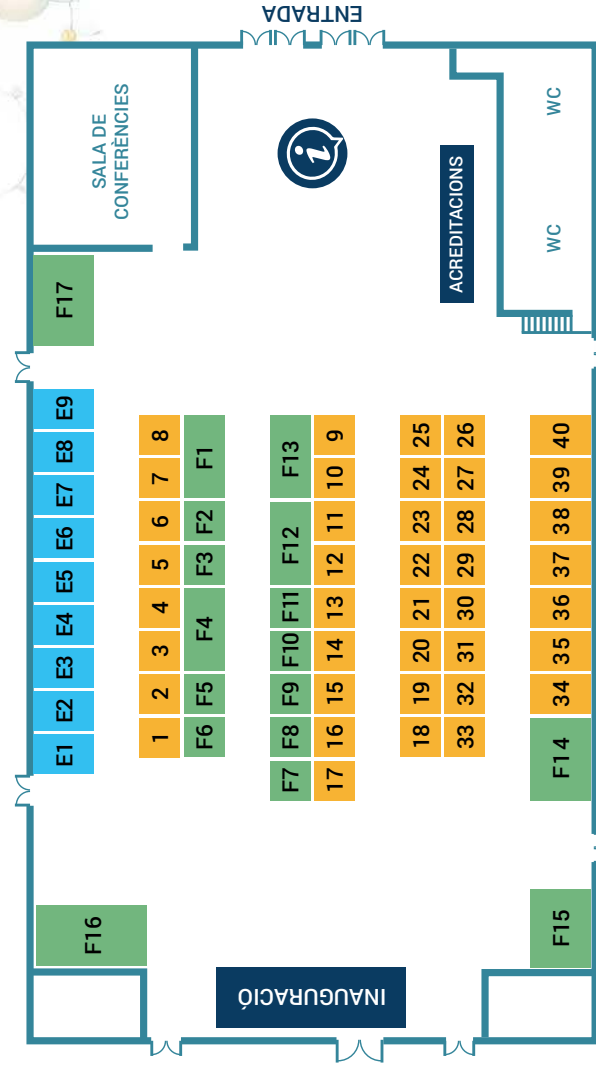 ENTRADA
SALA DE
CONFERÈNCIES
i
WC
WC
ACREDITACIONS
F17
E9
E8
E7
E6
E5
E4
E3
E2
E1
8
7
6
5
4
3
2
1
F1
F2
F3
F4
F5
F6
F13
F12
F11
F10
F9
F8
F7
9
10
11
12
13
14
15
16
17
25
24
23
22
21
20
19
18
26
27
28
29
30
31
32
33
40
39
38
37
36
35
34
F14
F16
F15
INAUGURACIÓ